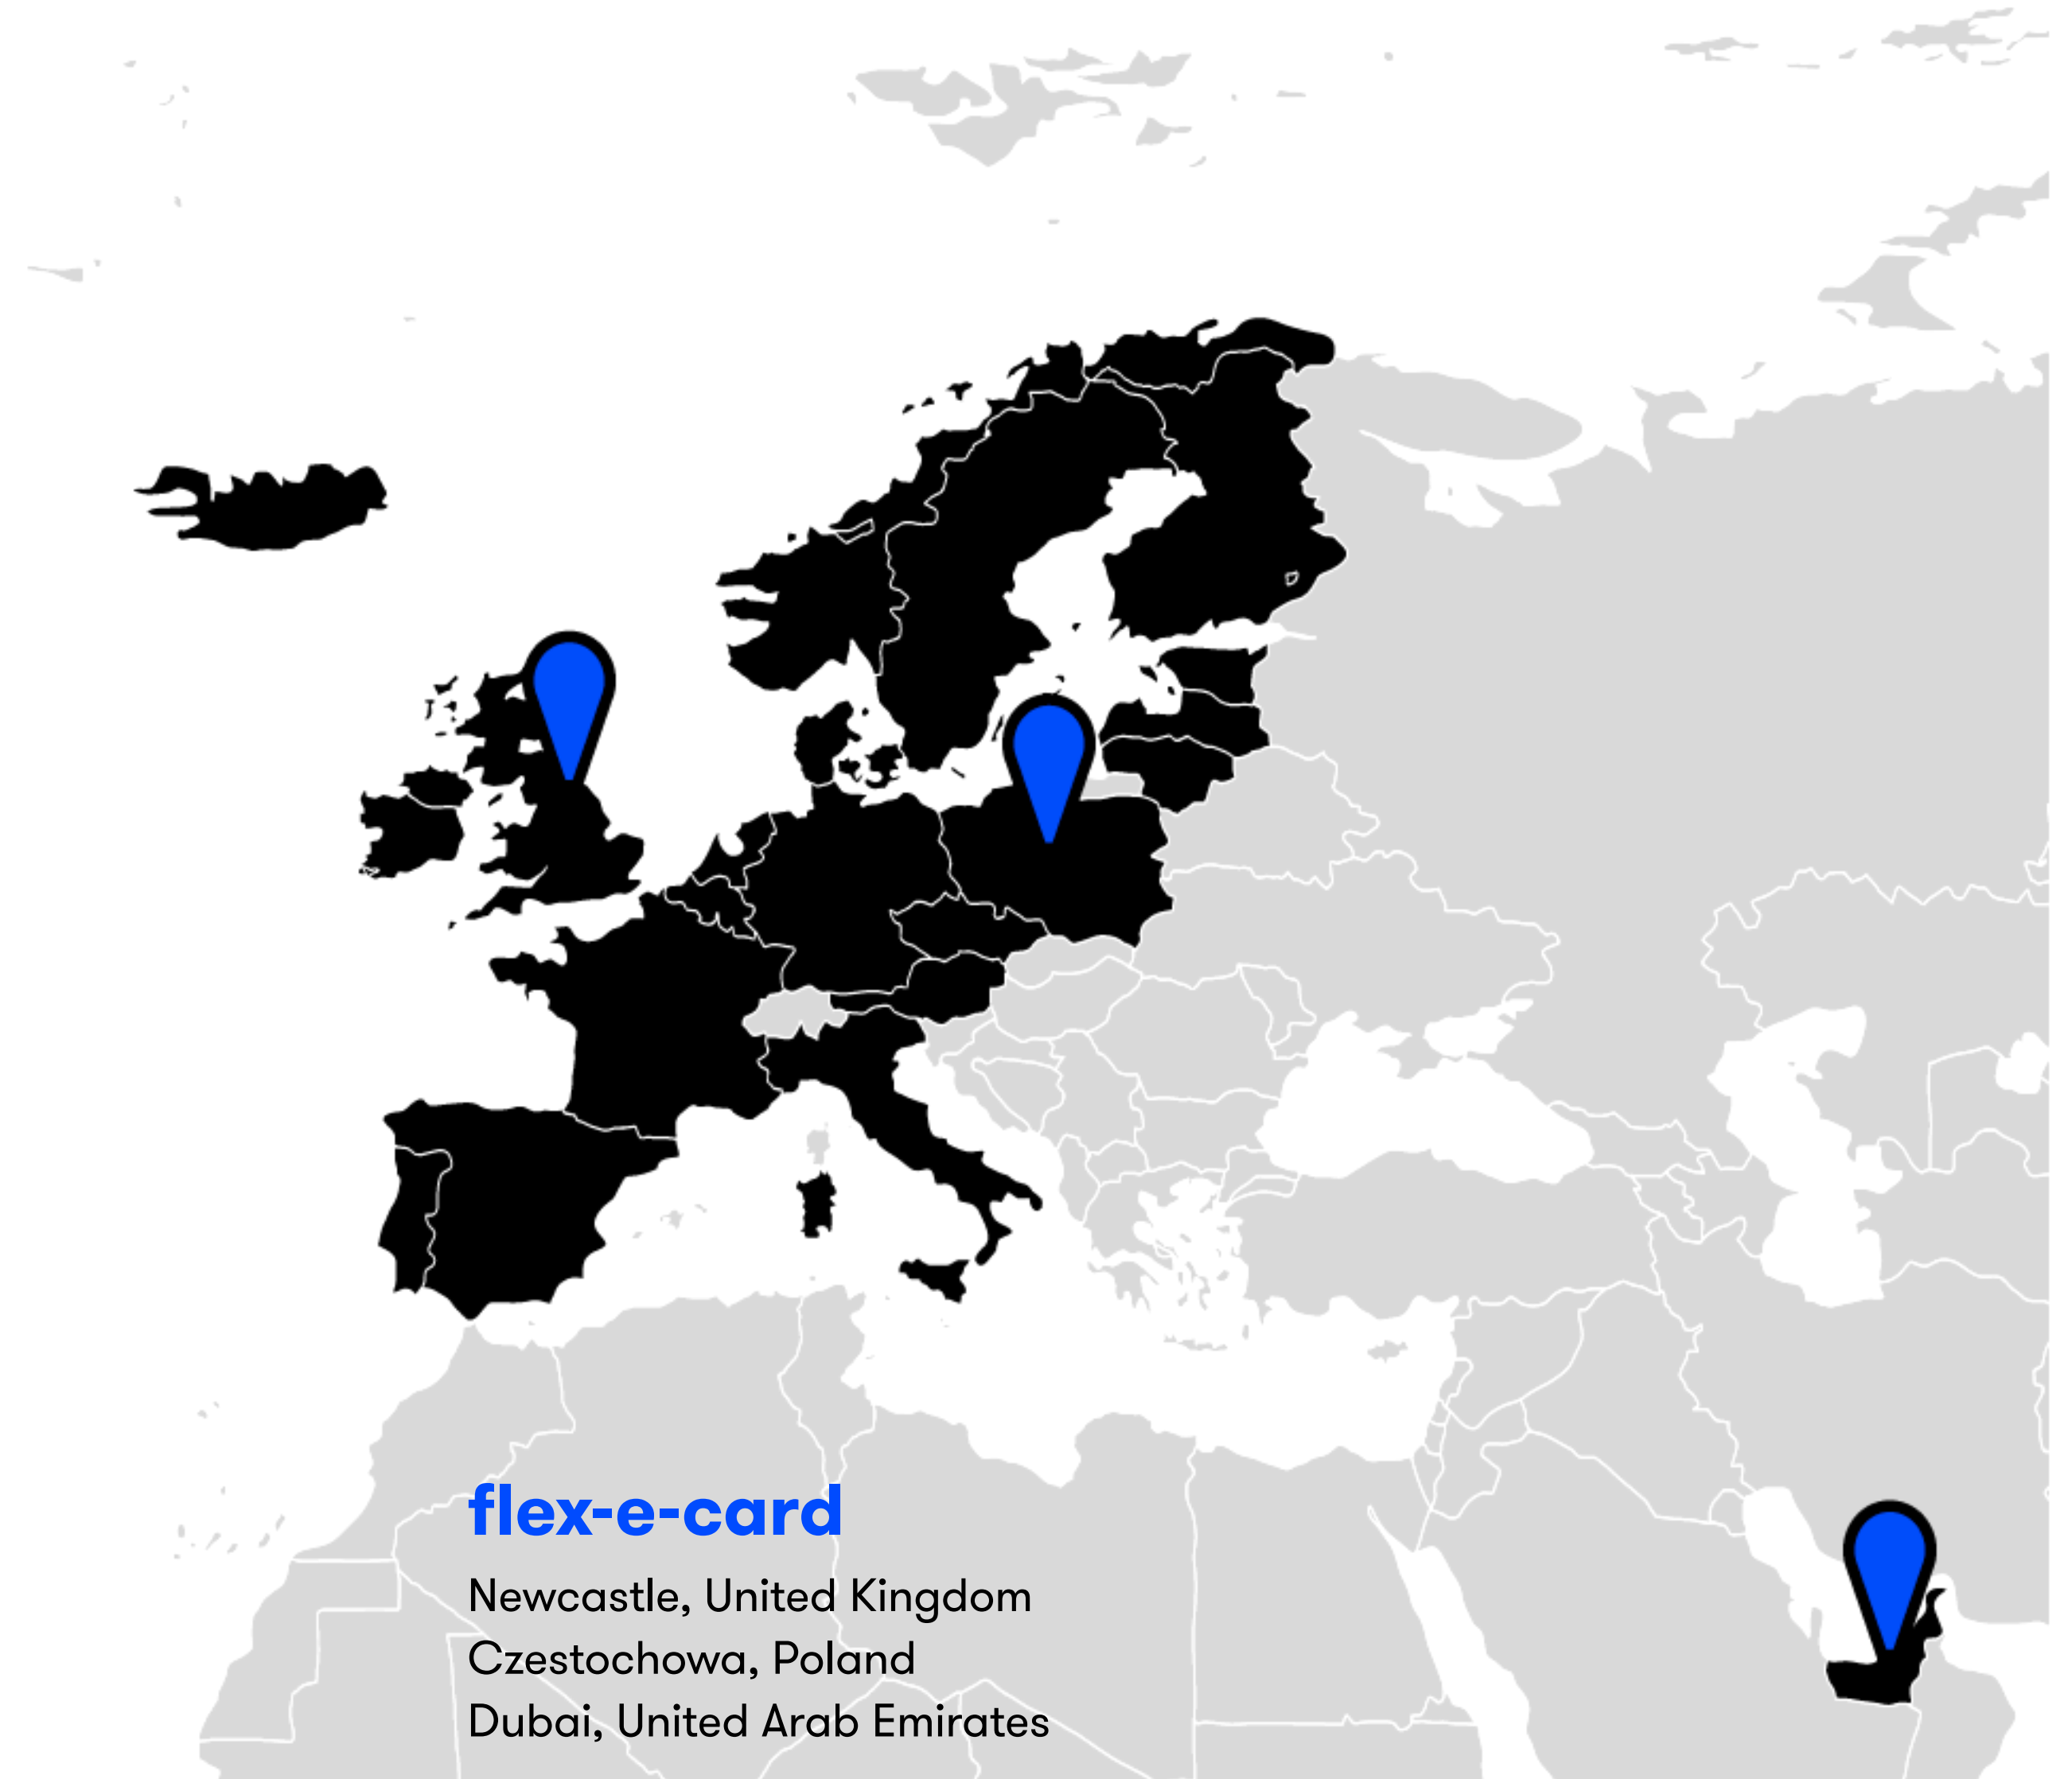 flex-e-card
Newcastle, United Kingdom
Czestochowa, Poland
Dubai, United Arab Emirates